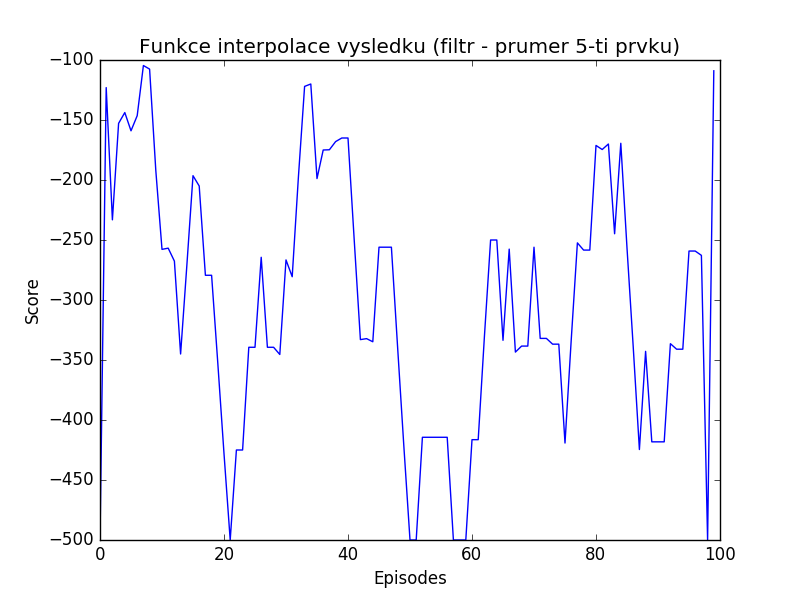 Funkce interpolace vysledku (filtr - prumer 5-ti prvku)
−100
−150
−200
−250
−300
−350
−400
−450
−500
Score
0 20 40 60 80 100
Episodes